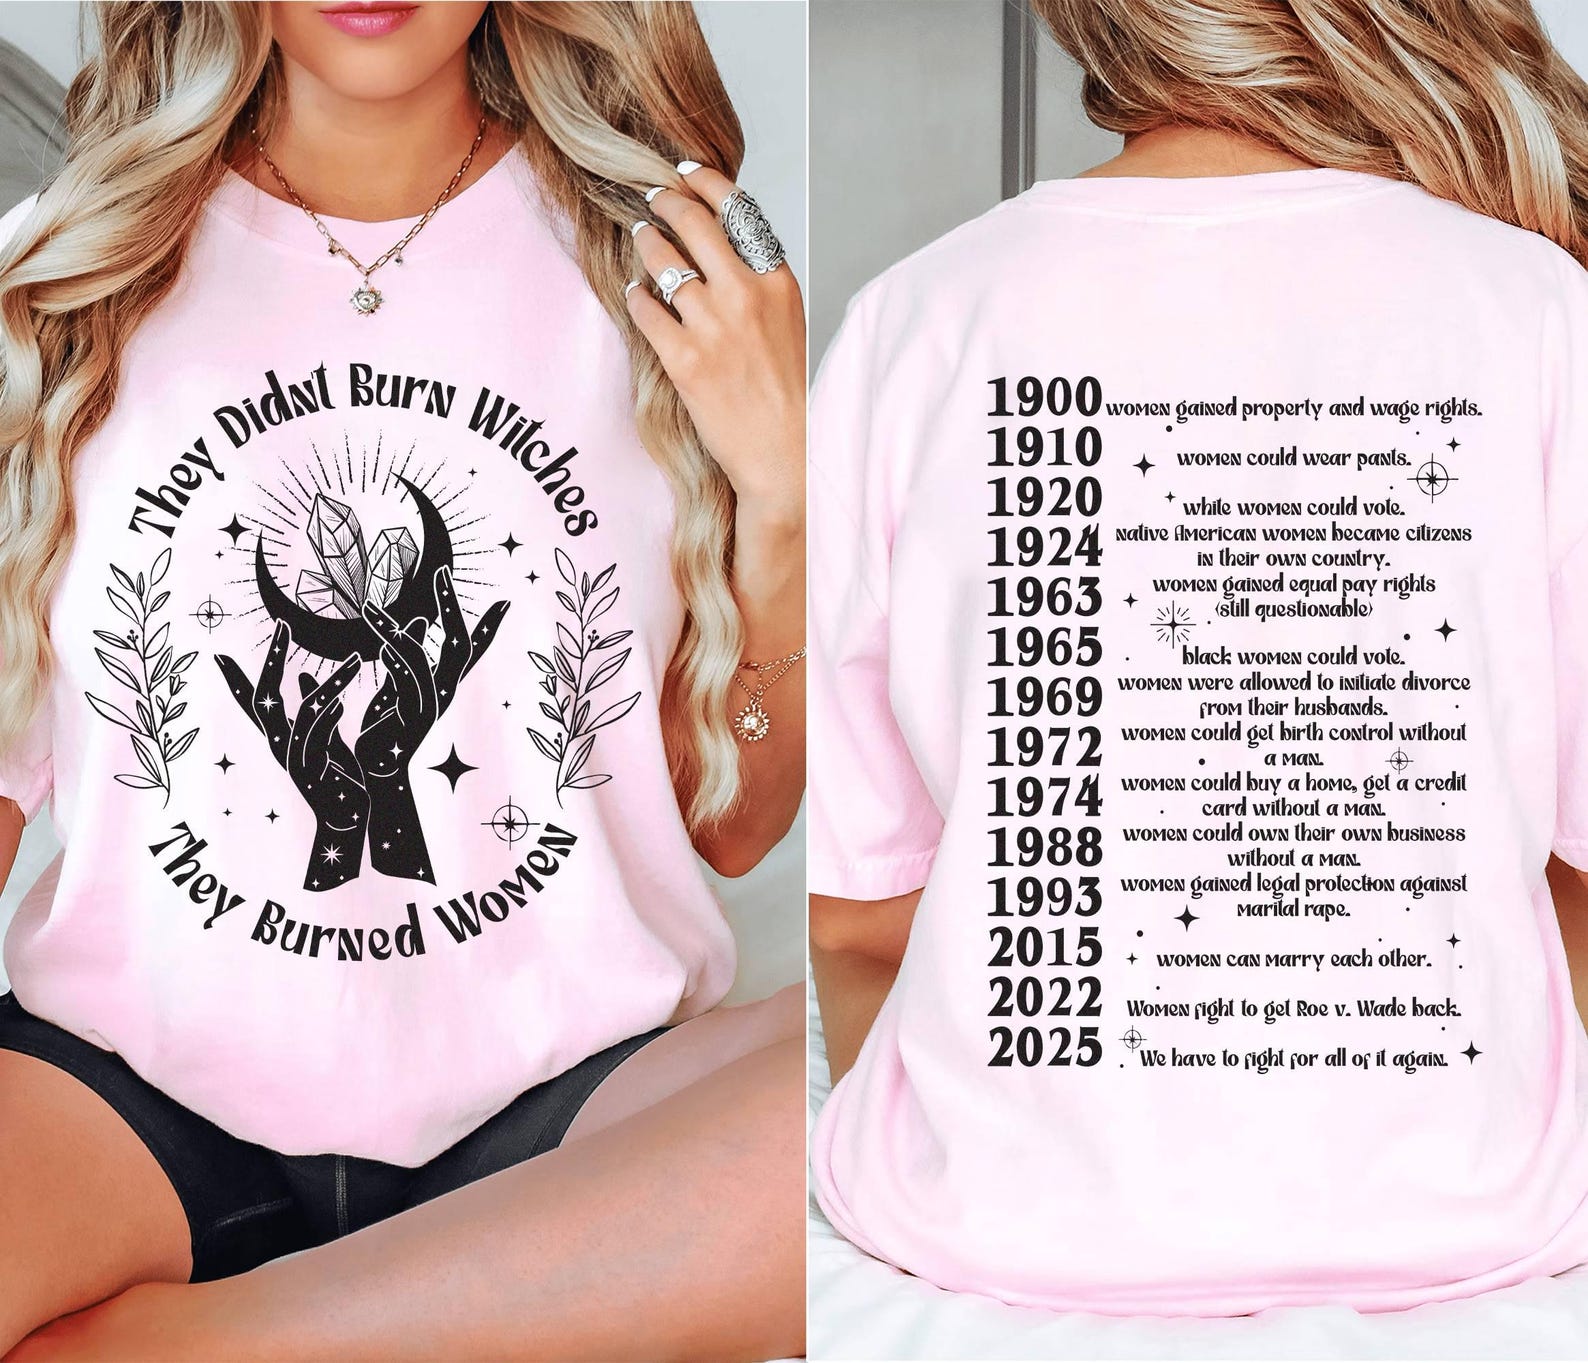 They Didn't Burn Witches
They Burned Women
1900 women gained property and wage rights.
1910 women could wear pants.
1920 white women could vote.
1924 native American women became citizens
in their own country.
1963 women gained equal pay rights
(still questionable)
1965 black women could vote.
1969 women were allowed to initiate divorce
from their husbands.
1972 women could get birth control without
a man.
1974 women could buy a home, get a credit
card without a man.
1988 women could own their own business
without a man.
1993 women gained legal protection against
marital rape.
2015 women can marry each other.
2022 Women fight to get Roe v. Wade back.
2025 We have to fight for all of it again.